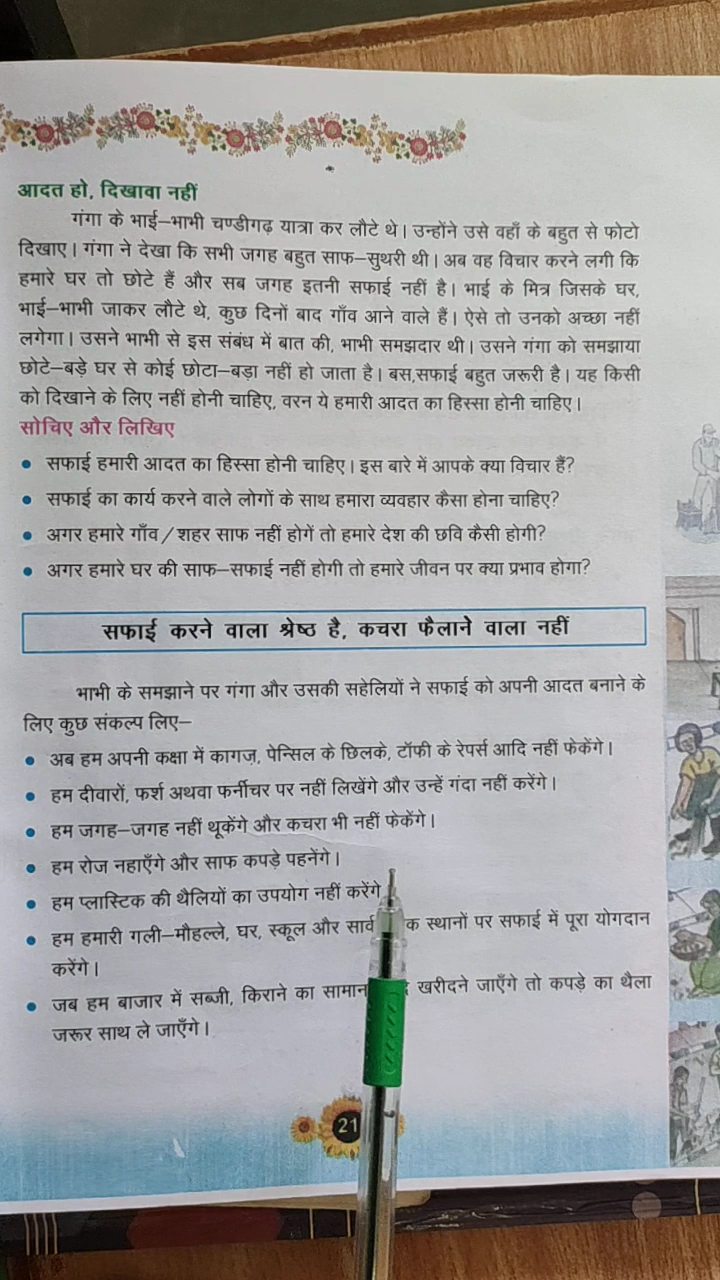 आदत हो, दिखावा नहीं
गंगा के भाई–भाभी चण्डीगढ़ यात्रा कर लौटे थे। उन्होंने उसे वहाँ के बहुत से फोटो
दिखाए। गंगा ने देखा कि सभी जगह बहुत साफ–सुथरी थी। अब वह विचार करने लगी कि
हमारे घर तो छोटे हैं और सब जगह इतनी सफाई नहीं है। भाई के मित्र जिसके घर,
भाई–भाभी जाकर लौटे थे, कुछ दिनों बाद गाँव आने वाले हैं। ऐसे तो उनको अच्छा नहीं
लगेगा। उसने भाभी से इस संबंध में बात की, भाभी समझदार थी। उसने गंगा को समझाया
छोटे–बड़े घर से कोई छोटा–बड़ा नहीं हो जाता है। बस,सफाई बहुत जरूरी है। यह किसी
को दिखाने के लिए नहीं होनी चाहिए, वरन ये हमारी आदत का हिस्सा होनी चाहिए।
सोचिए और लिखिए
• सफाई हमारी आदत का हिस्सा होनी चाहिए। इस बारे में आपके क्या विचार हैं?
• सफाई का कार्य करने वाले लोगों के साथ हमारा व्यवहार कैसा होना चाहिए?
• अगर हमारे गाँव/शहर साफ नहीं होगें तो हमारे देश की छवि कैसी होगी?
• अगर हमारे घर की साफ–सफाई नहीं होगी तो हमारे जीवन पर क्या प्रभाव होगा?
सफाई करने वाला श्रेष्ठ है, कचरा फैलाने वाला नहीं
भाभी के समझाने पर गंगा और उसकी सहेलियों ने सफाई को अपनी आदत बनाने के
लिए कुछ संकल्प लिए–
• अब हम अपनी कक्षा में कागज़, पेन्सिल के छिलके, टॉफी के रेपर्स आदि नहीं फेकेंगे।
• हम दीवारों, फर्श अथवा फर्नीचर पर नहीं लिखेंगे और उन्हें गंदा नहीं करेंगे।
• हम जगह–जगह नहीं थूकेंगे और कचरा भी नहीं फेकेंगे।
• हम रोज नहाएँगे और साफ कपड़े पहनेंगे।
• हम प्लास्टिक की थैलियों का उपयोग नहीं करेंगे
• हम हमारी गली–मौहल्ले, घर, स्कूल और स्थानों पर सफाई में पूरा योगदान
करेंगे।
• जब हम बाजार में सब्जी, किराने का सामान खरीदने जाएँगे तो कपड़े का थैला
जरूर साथ ले जाएँगे।
21